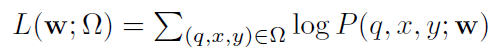 L(w; Ω) = ∑(q,x,y)∈Ω log P(q, x, y; w)